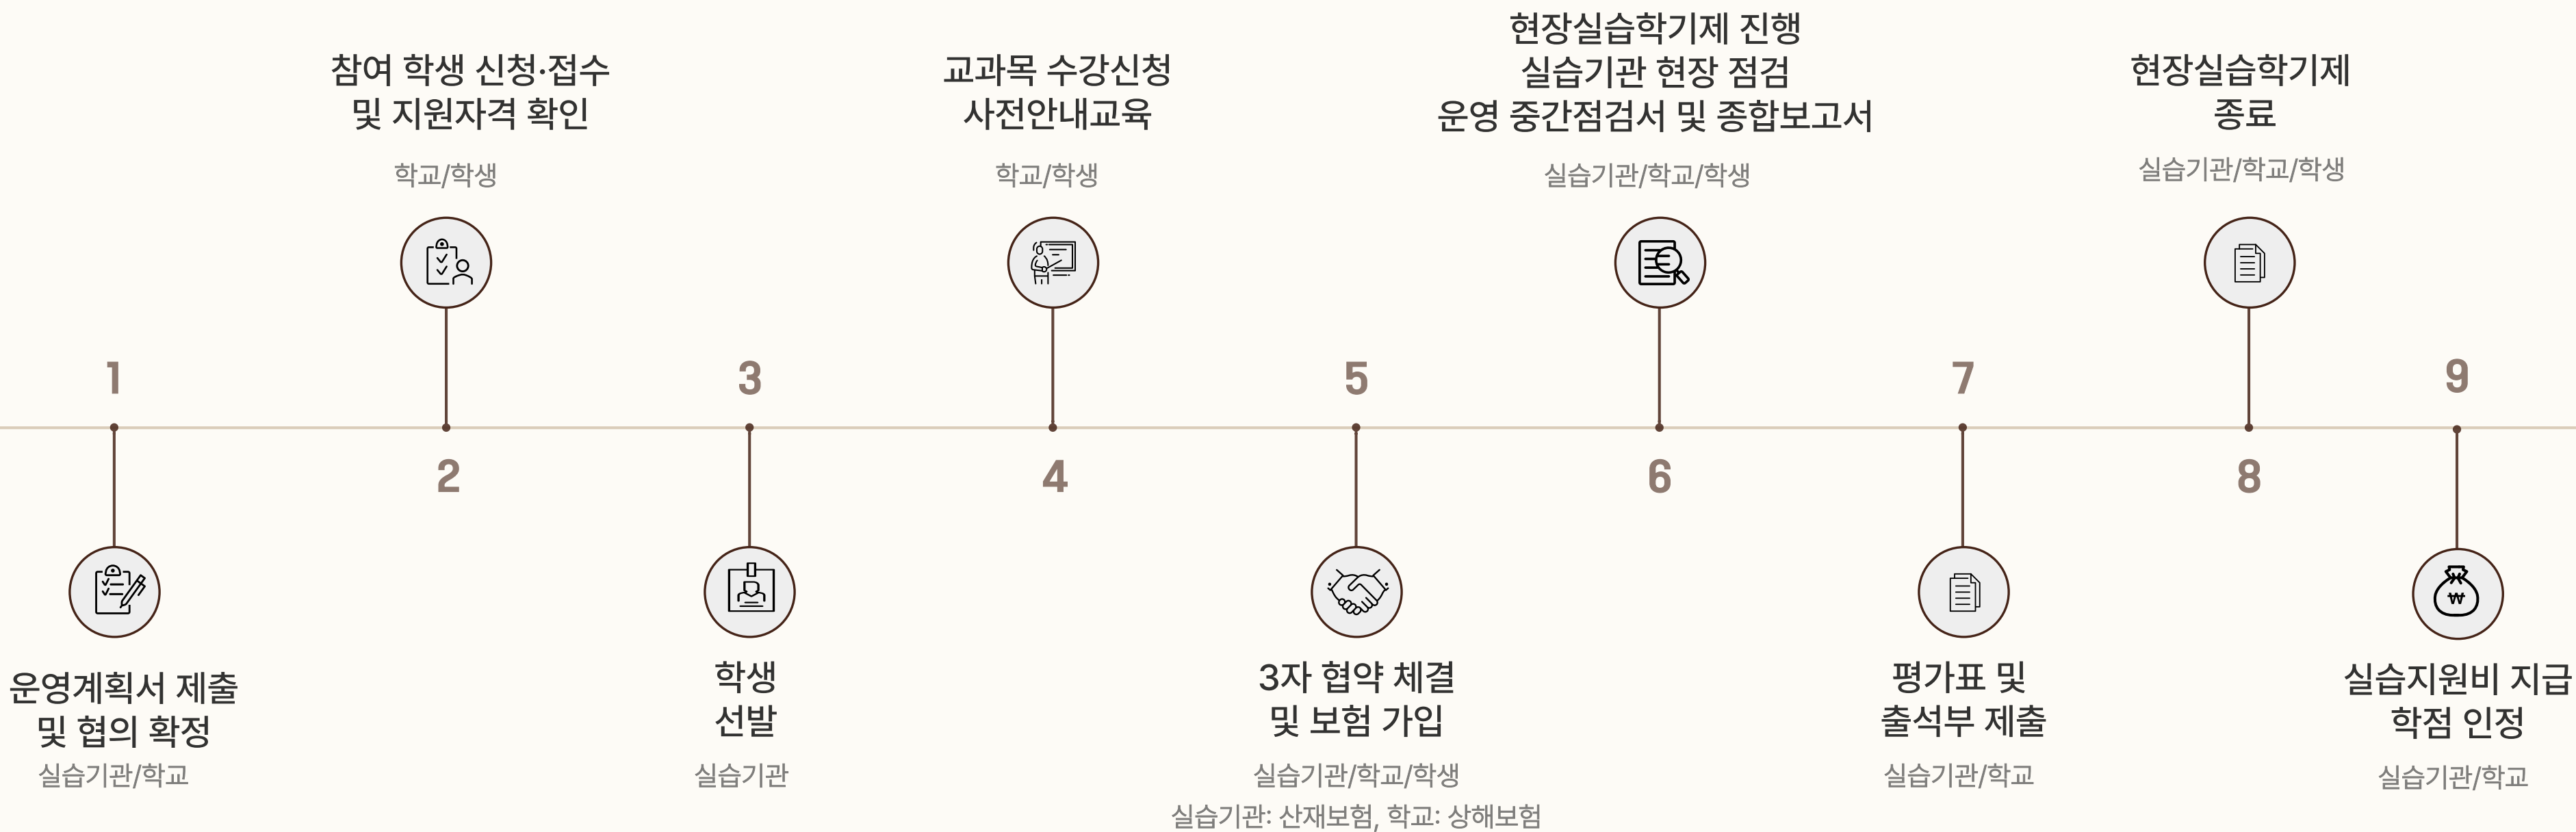 1
운영계획서 제출
및 협의 확정
실습기관/학교
참여 학생 신청·접수
및 지원자격 확인
학교/학생
2
3
학생
선발
실습기관
교과목 수강신청
사전안내교육
학교/학생
4
5
3자 협약 체결
및 보험 가입
실습기관/학교/학생
실습기관: 산재보험, 학교: 상해보험
현장실습학기제 진행
실습기관 현장 점검
운영 중간점검서 및 종합보고서
실습기관/학교/학생
6
7
평가표 및
출석부 제출
실습기관/학교
현장실습학기제
종료
실습기관/학교/학생
8
9
₩
실습지원비 지급
학점 인정
실습기관/학교